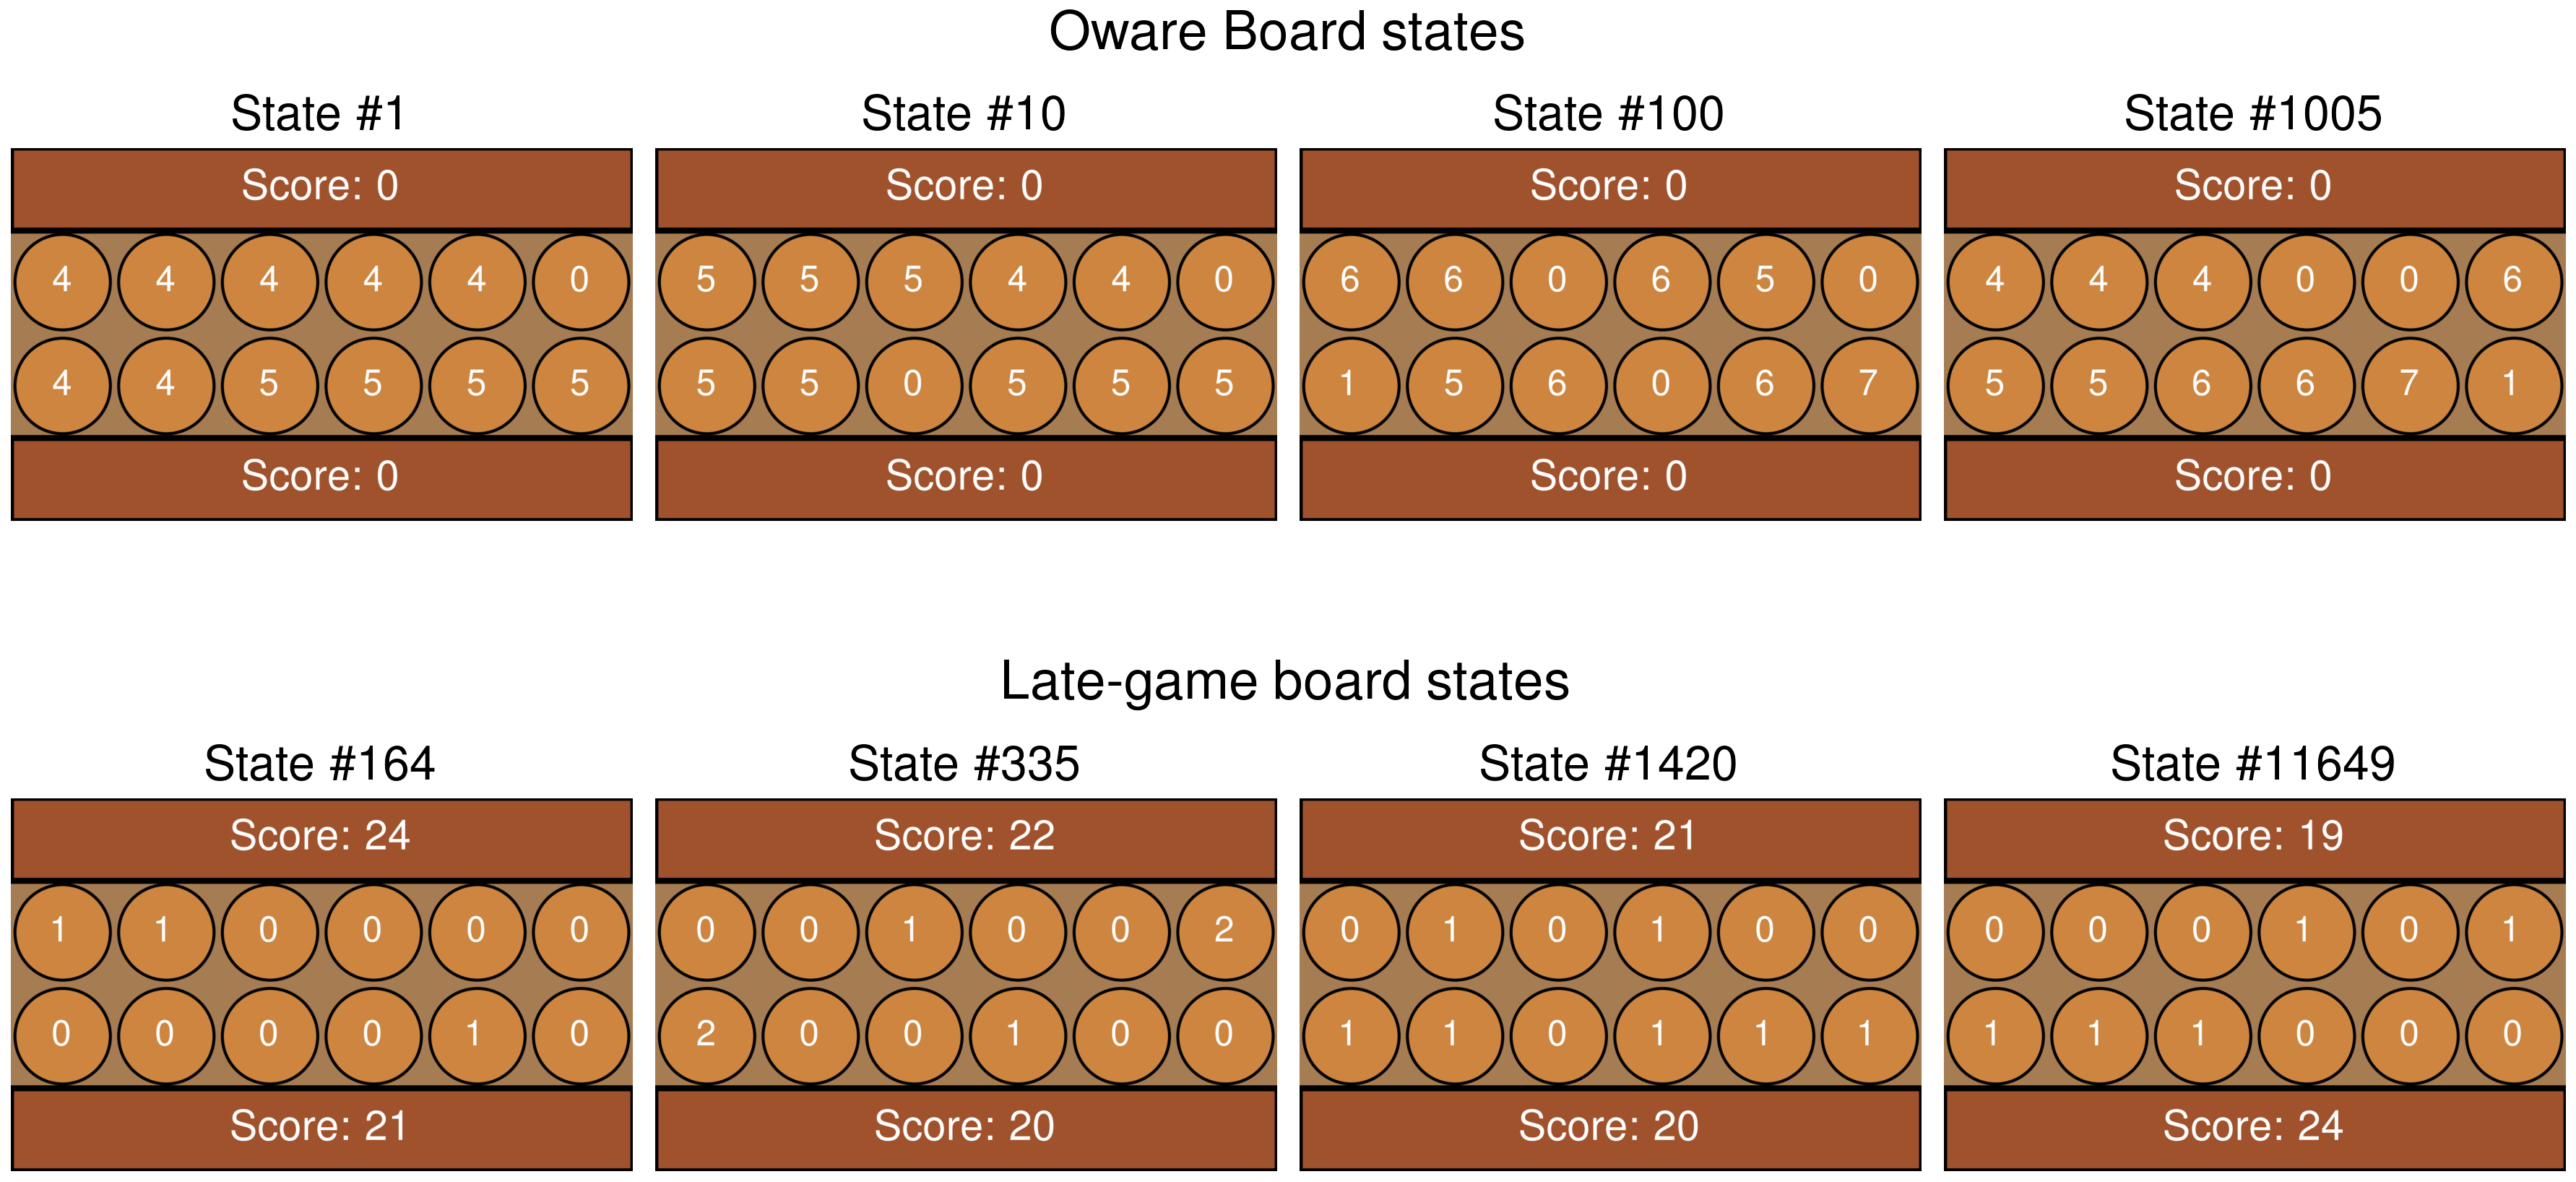 Oware Board states
State #1 State #10 State #100 State #1005
Score: 0 Score: 0 Score: 0 Score: 0
4 4 4 4 4 0 5 5 5 4 4 0 6 6 0 6 5 0 4 4 4 0 0 6
4 4 5 5 5 5 5 5 0 5 5 5 1 5 6 0 6 7 5 5 6 6 7 1
Score: 0 Score: 0 Score: 0 Score: 0
Late-game board states
State #164 State #335 State #1420 State #11649
Score: 24 Score: 22 Score: 21 Score: 19
1 1 0 0 0 0 0 0 1 0 0 2 0 1 0 1 0 0 0 0 0 1 0 1
0 0 0 0 1 0 2 0 0 1 0 0 1 1 0 1 1 1 1 1 1 0 0 0
Score: 21 Score: 20 Score: 20 Score: 24